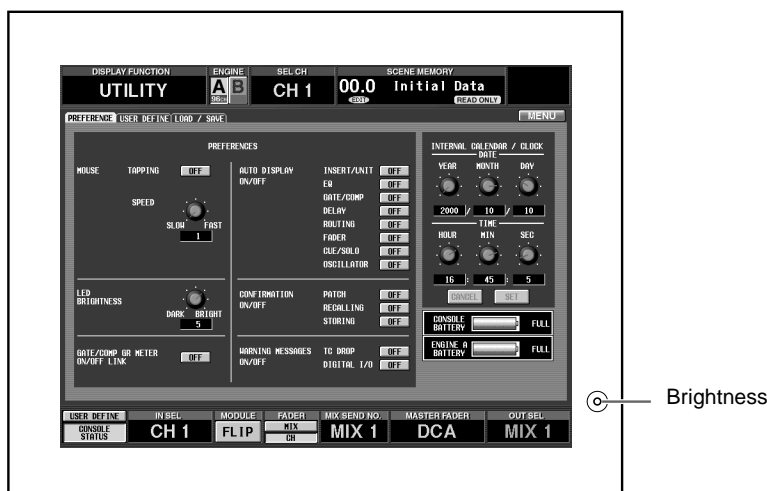 DISPLAY FUNCTION ENGINE SEL CH SCENE MEMORY
UTILITY A B CH 1 00.0 Initial Data
96CH EDIT READ ONLY
PREFERENCE USER DEFINE LOAD / SAVE MENU
PREFERENCES
MOUSE TAPPING OFF
SPEED
SLOW FAST
1
LED BRIGHTNESS
DARK BRIGHT
5
GATE/COMP GR METER ON/OFF LINK OFF
AUTO DISPLAY ON/OFF
INSERT/UNIT OFF
EQ OFF
GATE/COMP OFF
DELAY OFF
ROUTING OFF
FADER OFF
CUE/SOLO OFF
OSCILLATOR OFF
CONFIRMATION ON/OFF
PATCH OFF
RECALLING OFF
STORING OFF
WARNING MESSAGES ON/OFF
TC DROP OFF
DIGITAL I/O OFF
INTERNAL CALENDAR / CLOCK
DATE
YEAR MONTH DAY
2000 / 10 / 10
TIME
HOUR MIN SEC
16 : 45 : 5
CANCEL SET
CONSOLE BATTERY FULL
ENGINE A BATTERY FULL
Brightness
USER DEFINE IN SEL MODULE FADER MIX SEND NO. MASTER FADER OUT SEL
CONSOLE STATUS CH 1 FLIP MIX CH MIX 1 DCA MIX 1